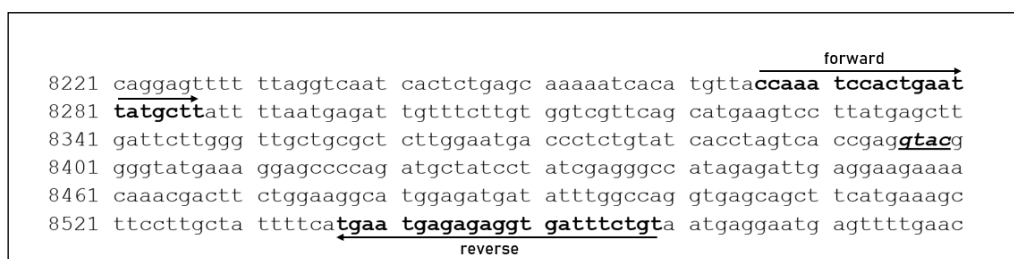 forward
8221 caggagtttt ttaggtcaat cactctgagc aaaaatcaca tgttaccaaa tccactgaat
8281 tatgcttatt tttaatgagatt tgtttcttgt ggtcgttcag catgaagtcc ttatgagctt
8341 gattcttggg ttgctgcgct cttggaatga ccctctgtat cacctagtca ccgaggtacg
8401 gggtatgaaa ggagccccag atgctatcct atcgagggcc atagagattg aggaagaaaa
8461 caaacgactt ctggaaggca tggagatgat atttggccag gtgagcagct tcatgaaagc
8521 ttccttgcta ttttcatgaa tgagagaggt gatttctgta atgaggaatg agttttgaac
reverse